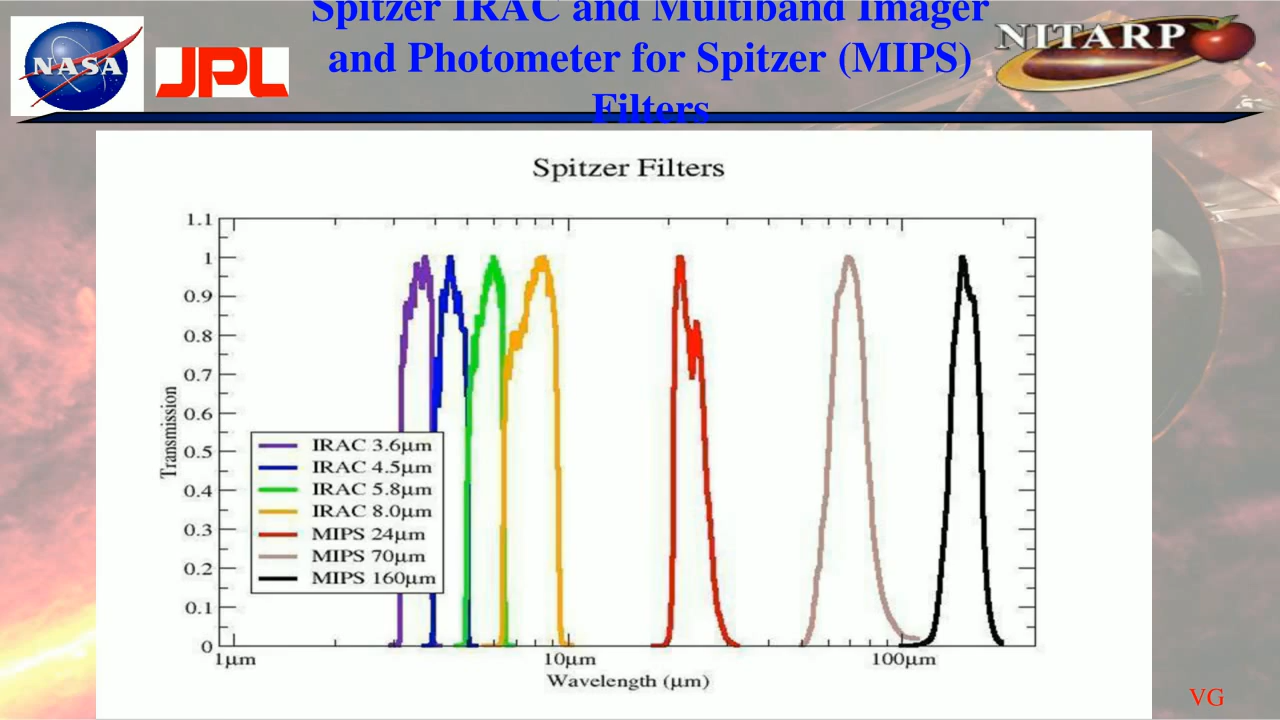 Spitzer IRAC and Multiband Imager
and Photometer for Spitzer (MIPS)
Filters
NASA
JPL
NITARP
Spitzer Filters
1.1
1
0.9
0.8
0.7
0.6
0.5
0.4
0.3
0.2
0.1
0
Transmission
IRAC 3.6μm
IRAC 4.5μm
IRAC 5.8μm
IRAC 8.0μm
MIPS 24μm
MIPS 70μm
MIPS 160μm
1μm 10μm 100μm
Wavelength (μm)
VG